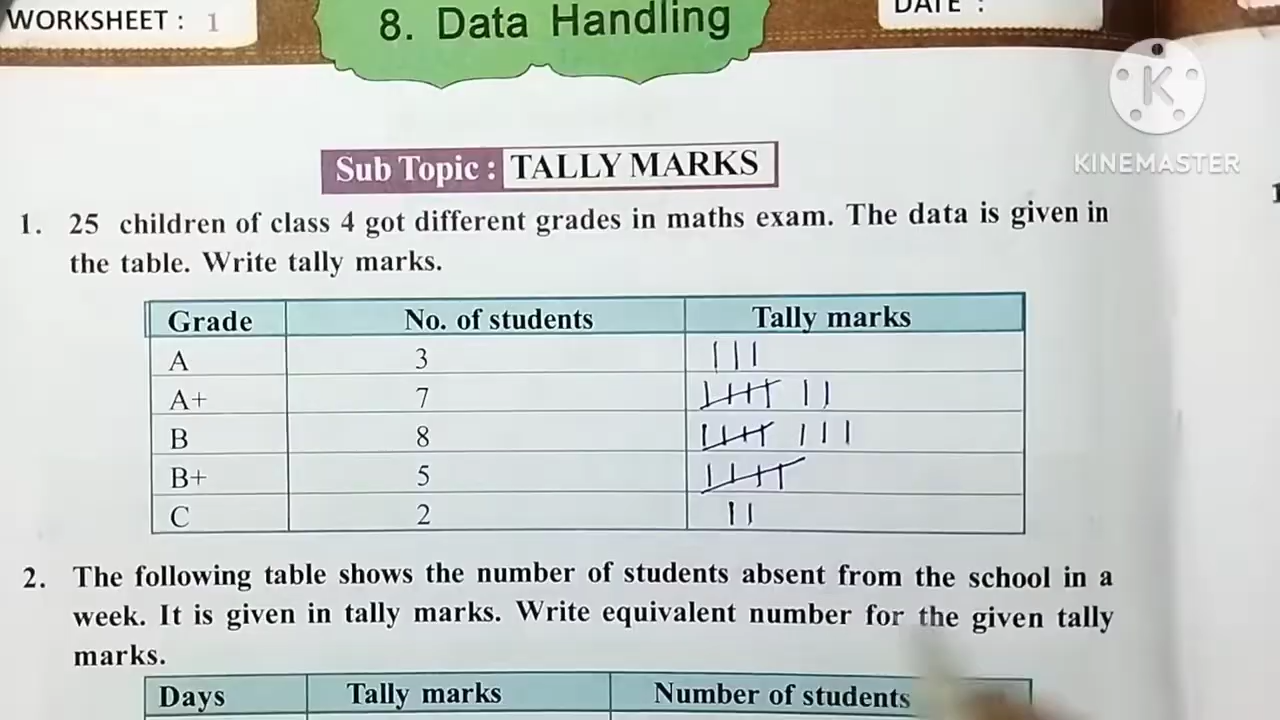 WORKSHEET : 1
8. Data Handling
DATE :
K
KINEMASTER
Sub Topic : TALLY MARKS
1. 25 children of class 4 got different grades in maths exam. The data is given in
the table. Write tally marks.
Grade No. of students Tally marks
A 3 |||
A+ 7 |||| ||
B 8 |||| |||
B+ 5 ||||
C 2 ||
2. The following table shows the number of students absent from the school in a
week. It is given in tally marks. Write equivalent number for the given tally
marks.
Days Tally marks Number of students